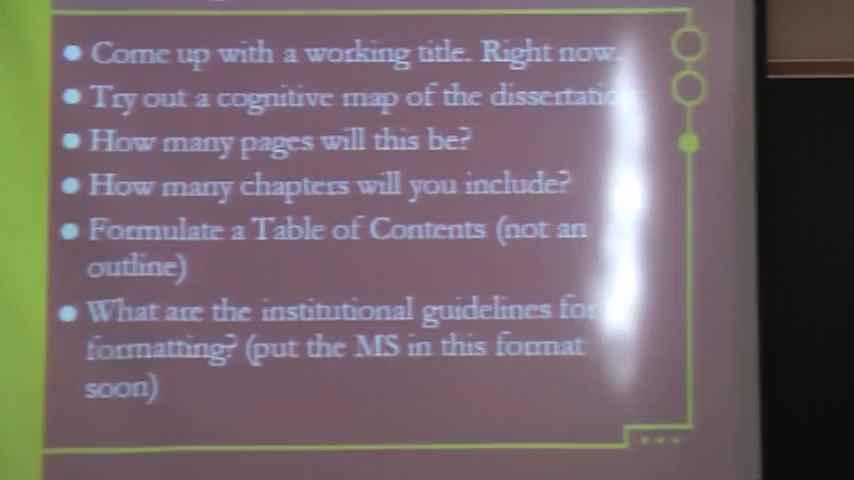 Come up with a working title. Right now.
Try out a cognitive map of the dissertatio
How many pages will this be?
How many chapters will you include?
Formulate a Table of Contents (not an
outline)
What are the institutional guidelines for
formatting? (put the MS in this format
soon)